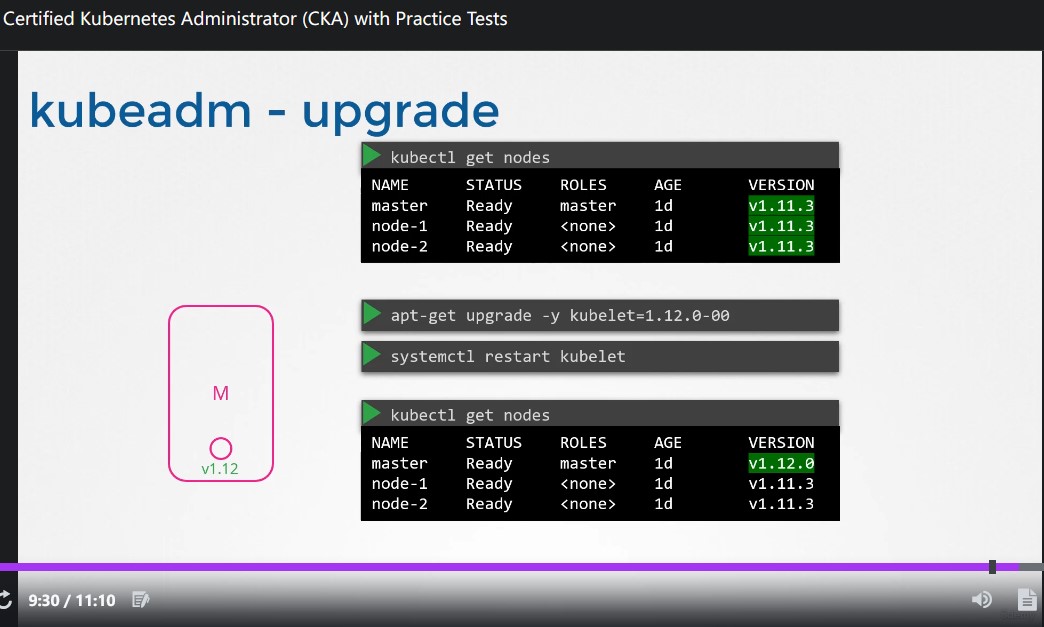 Certified Kubernetes Administrator (CKA) with Practice Tests
kubeadm - upgrade
kubectl get nodes
NAME STATUS ROLES AGE VERSION
master Ready master 1d v1.11.3
node-1 Ready <none> 1d v1.11.3
node-2 Ready <none> 1d v1.11.3
apt-get upgrade -y kubelet=1.12.0-00
systemctl restart kubelet
M
v1.12
kubectl get nodes
NAME STATUS ROLES AGE VERSION
master Ready master 1d v1.12.0
node-1 Ready <none> 1d v1.11.3
node-2 Ready <none> 1d v1.11.3
9:30 / 11:10